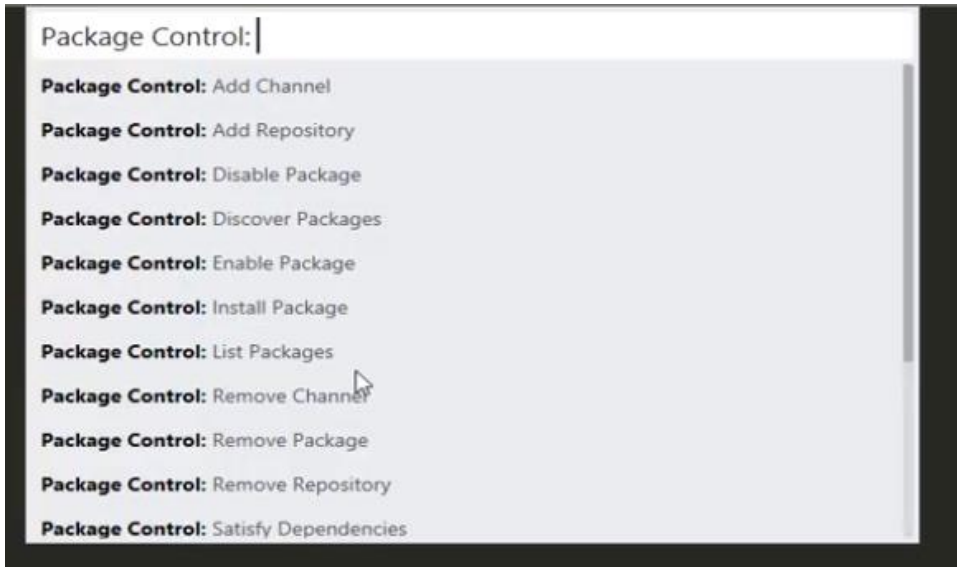 Package Control:
Package Control: Add Channel
Package Control: Add Repository
Package Control: Disable Package
Package Control: Discover Packages
Package Control: Enable Package
Package Control: Install Package
Package Control: List Packages
Package Control: Remove Channel
Package Control: Remove Package
Package Control: Remove Repository
Package Control: Satisfy Dependencies